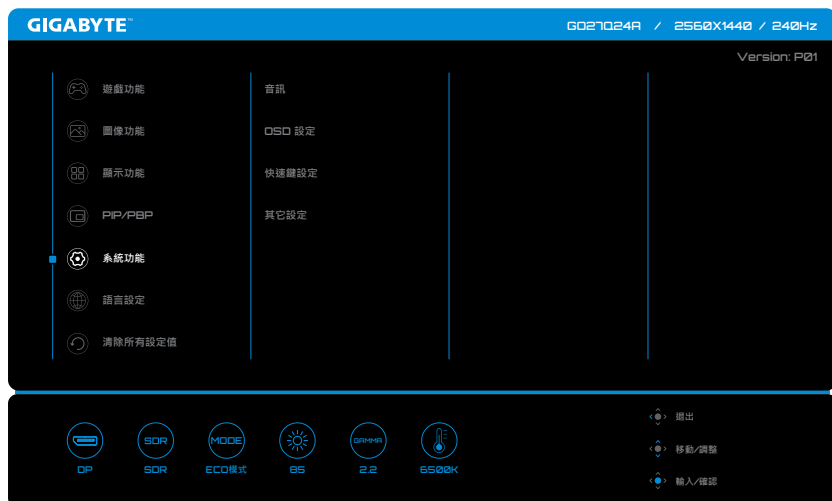 GIGABYTE™
GO27Q24A / 2560X1440 / 240Hz
Version: P01
遊戲功能
音訊
圖像功能
OSD 設定
顯示功能
快速鍵設定
PIP/PBP
其它設定
系統功能
語言設定
清除所有設定值
SDR
MODE
GAMMA
DP
SDR
ECO模式
85
2.2
6500K
退出
移動/調整
輸入/確認